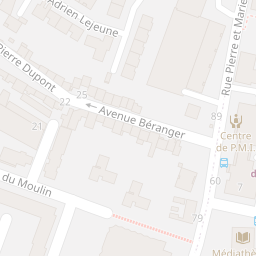 Adrien Lejeune
Pierre Dupont
Rue Pierre et Marie
25
22
← Avenue Béranger
89
21
Centre
de P.M.I
du Moulin
60
79
Médiathè